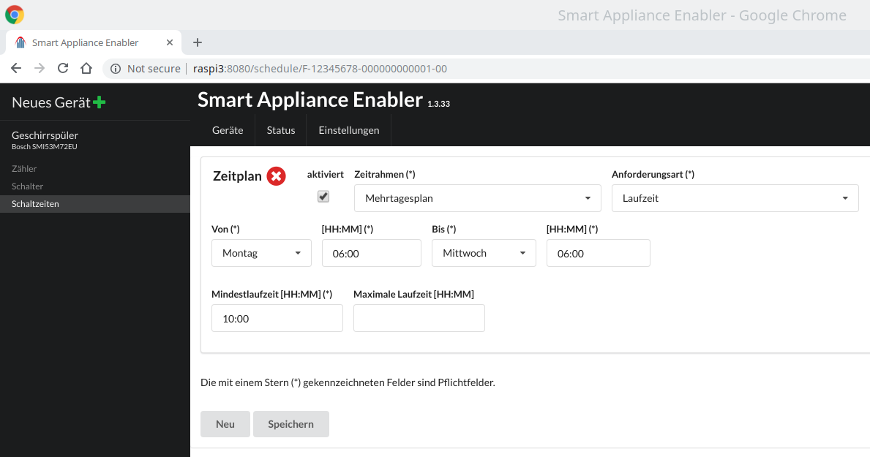 Smart Appliance Enabler - Google Chrome
Smart Appliance Enabler
Not secure | raspi3:8080/schedule/F-12345678-000000000001-00
Neues Gerät
Smart Appliance Enabler 1.3.33
Geräte Status Einstellungen
Geschirrspüler
Bosch SMI53M72EU
Zähler
Schalter
Schaltzeiten
Zeitplan aktiviert Zeitrahmen (*) Anforderungsart (*)
Mehrtagesplan Laufzeit
Von (*) [HH:MM] (*) Bis (*) [HH:MM] (*)
Montag 06:00 Mittwoch 06:00
Mindestlaufzeit [HH:MM] (*) Maximale Laufzeit [HH:MM]
10:00
Die mit einem Stern (*) gekennzeichneten Felder sind Pflichtfelder.
Neu Speichern